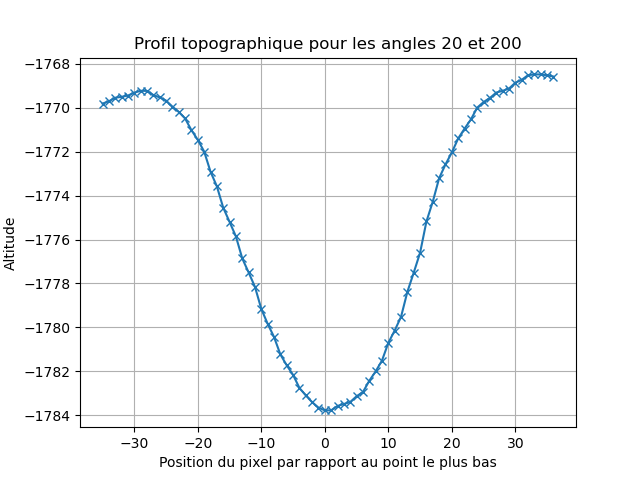 Profil topographique pour les angles 20 et 200
Altitude
−1768
−1770
−1772
−1774
−1776
−1778
−1780
−1782
−1784
−30 −20 −10 0 10 20 30
Position du pixel par rapport au point le plus bas